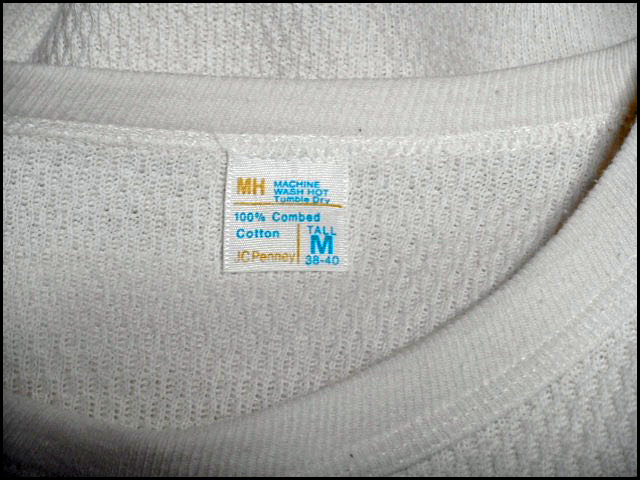 MH MACHINE
WASH HOT
Tumble Dry
100% Combed
Cotton
TALL
M
38-40
JCPenney